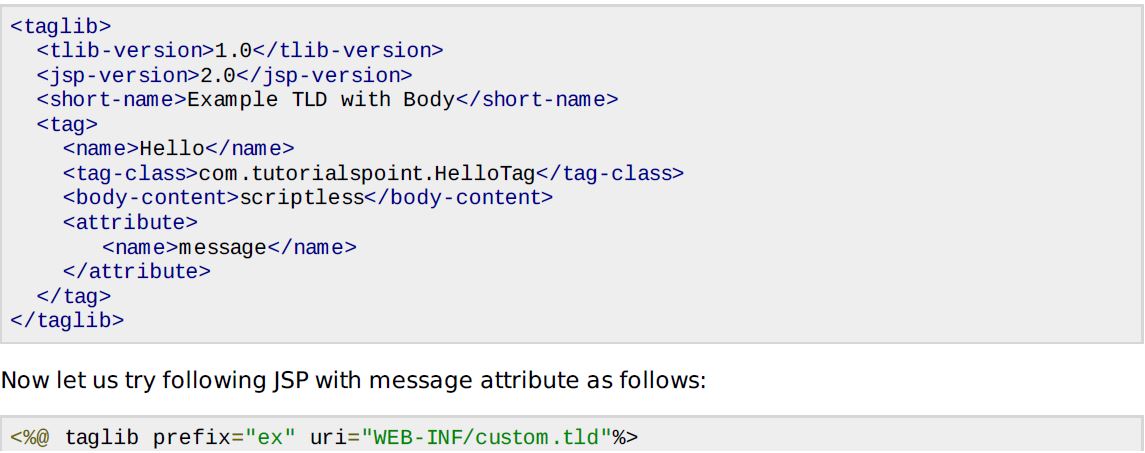 <taglib>
<tlib-version>1.0</tlib-version>
<jsp-version>2.0</jsp-version>
<short-name>Example TLD with Body</short-name>
<tag>
<name>Hello</name>
<tag-class>com.tutorialspoint.HelloTag</tag-class>
<body-content>scriptless</body-content>
<attribute>
<name>message</name>
</attribute>
</tag>
</taglib>
Now let us try following JSP with message attribute as follows:
<%@ taglib prefix="ex" uri="WEB-INF/custom.tld"%>